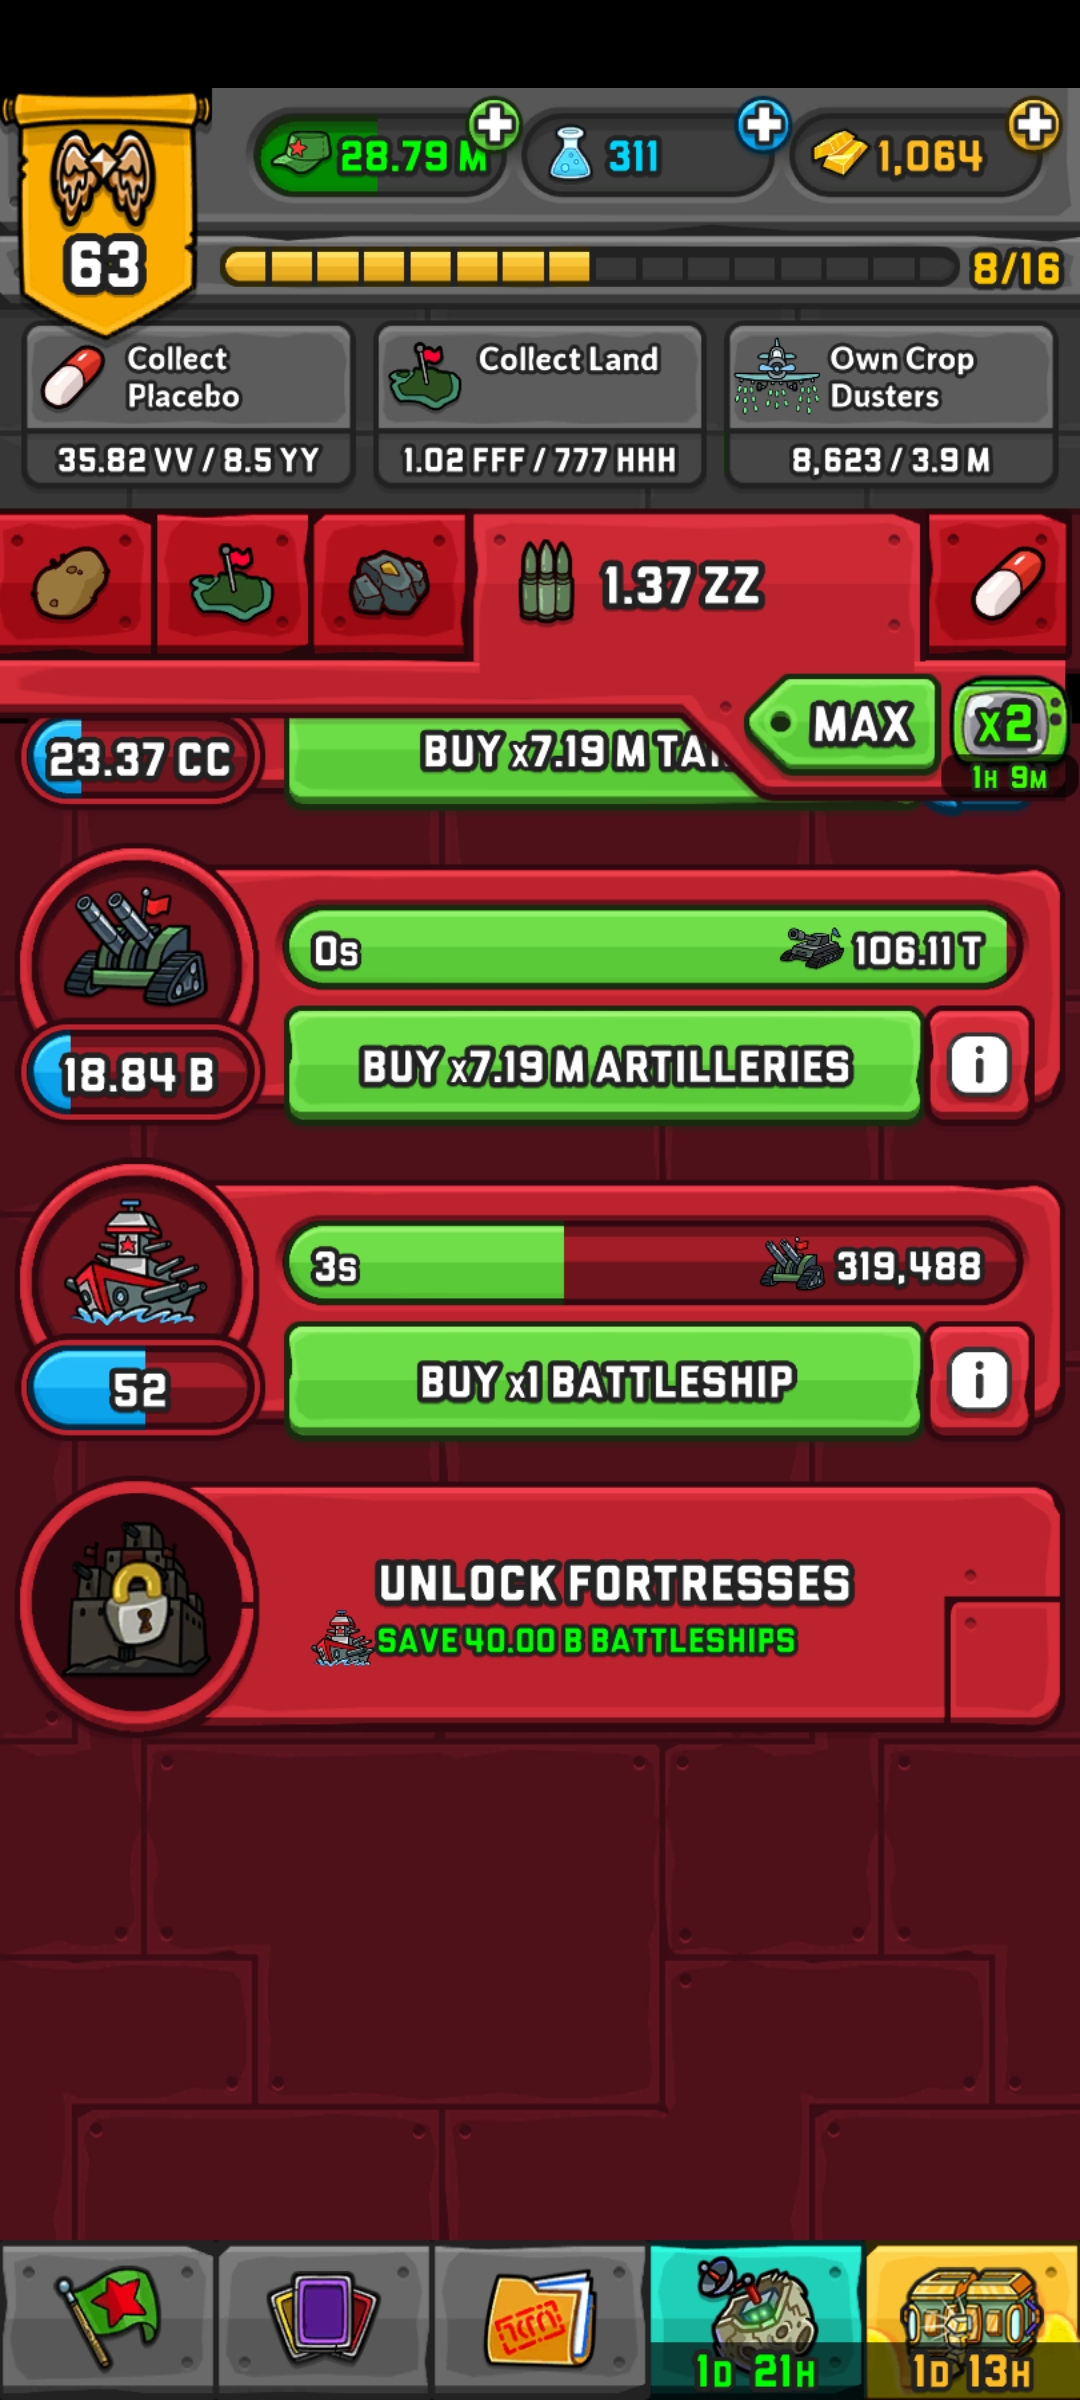 28.79 M
311
1,064
63
8/16
Collect
Placebo
35.82 VV / 8.5 YY
Collect Land
1.02 FFF / 777 HHH
Own Crop
Dusters
8,623 / 3.9 M
1.37 ZZ
MAX
x2
1H 9M
23.37 CC
BUY x7.19 M
0s
106.11 T
18.84 B
BUY x7.19 M ARTILLERIES
i
3s
319,488
52
BUY x1 BATTLESHIP
i
UNLOCK FORTRESSES
SAVE 40.00 B BATTLESHIPS
1D 21H
1D 13H